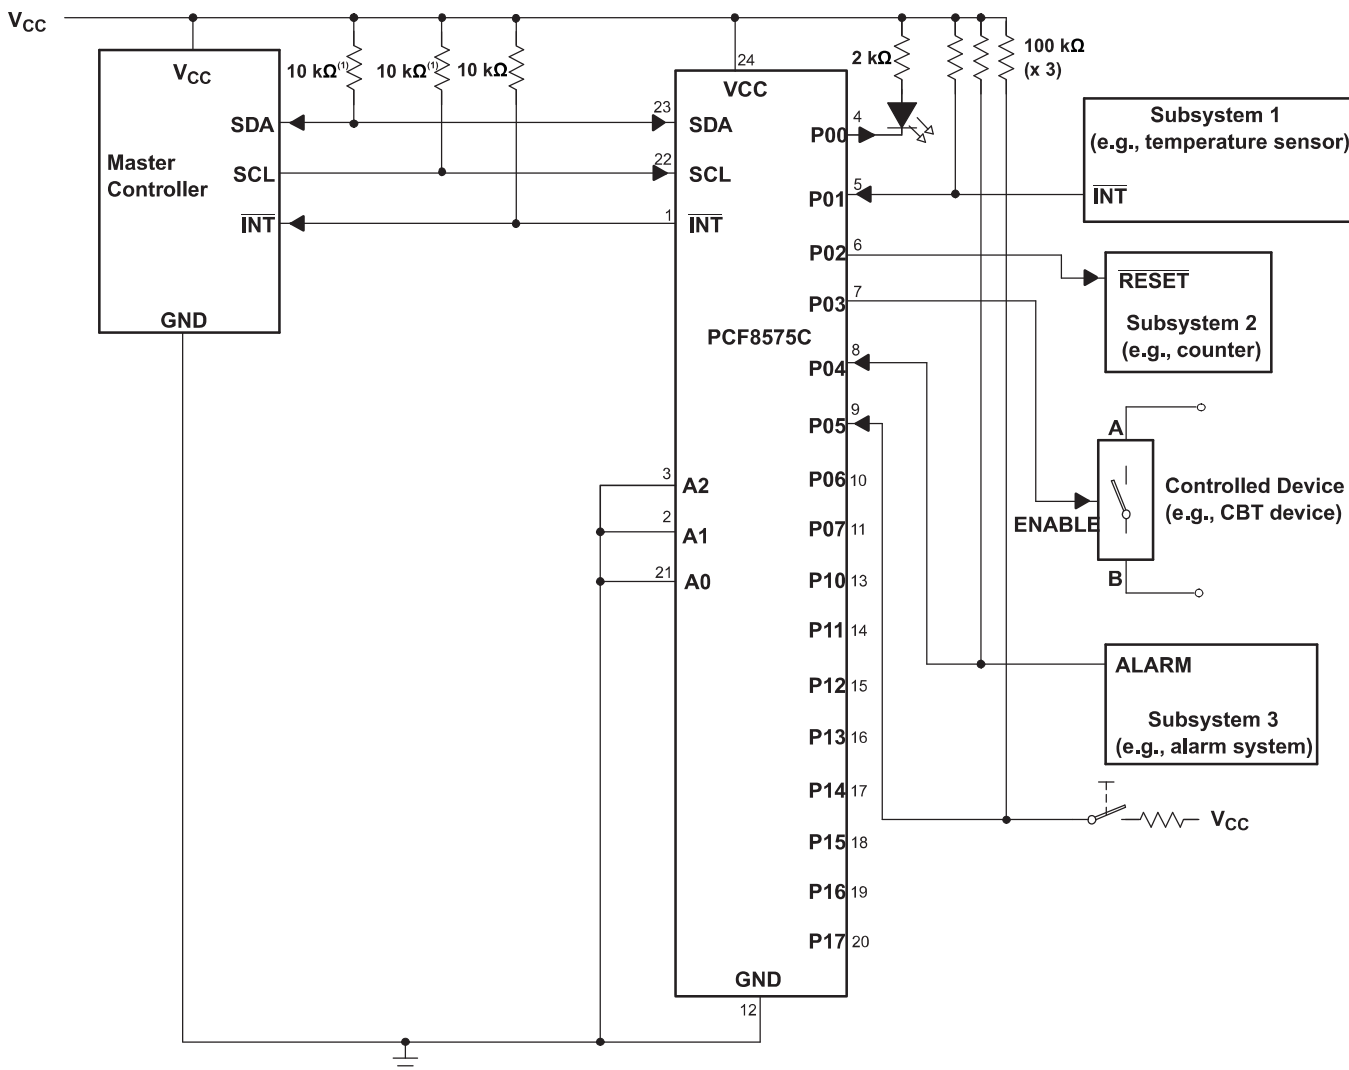 VCC
VCC
SDA
Master
Controller
SCL
INT
GND
10 kΩ(1)
10 kΩ(1)
10 kΩ
24
VCC
23
SDA
22
SCL
1
INT
PCF8575C
3
A2
2
A1
21
A0
GND
12
P00
4
P01
5
P02
6
P03
7
P04
8
P05
9
P06 10
P07 11
P10 13
P11 14
P12 15
P13 16
P14 17
P15 18
P16 19
P17 20
2 kΩ
100 kΩ
(x 3)
Subsystem 1
(e.g., temperature sensor)
INT
RESET
Subsystem 2
(e.g., counter)
A
Controlled Device
(e.g., CBT device)
ENABLE
B
ALARM
Subsystem 3
(e.g., alarm system)
VCC